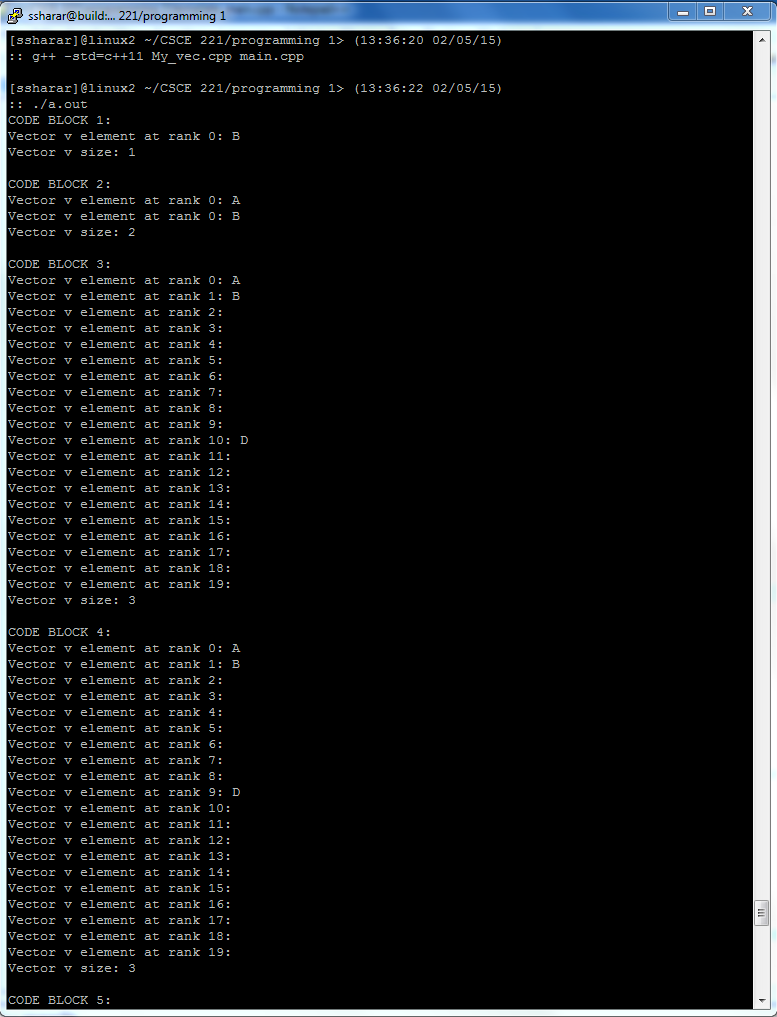 ssharar@build:... 221/programming 1
[ssharar]@linux2 ~/CSCE 221/programming 1> (13:36:20 02/05/15)
:: g++ -std=c++11 My_vec.cpp main.cpp
[ssharar]@linux2 ~/CSCE 221/programming 1> (13:36:22 02/05/15)
:: ./a.out
CODE BLOCK 1:
Vector v element at rank 0: B
Vector v size: 1
CODE BLOCK 2:
Vector v element at rank 0: A
Vector v element at rank 0: B
Vector v size: 2
CODE BLOCK 3:
Vector v element at rank 0: A
Vector v element at rank 1: B
Vector v element at rank 2:
Vector v element at rank 3:
Vector v element at rank 4:
Vector v element at rank 5:
Vector v element at rank 6:
Vector v element at rank 7:
Vector v element at rank 8:
Vector v element at rank 9:
Vector v element at rank 10: D
Vector v element at rank 11:
Vector v element at rank 12:
Vector v element at rank 13:
Vector v element at rank 14:
Vector v element at rank 15:
Vector v element at rank 16:
Vector v element at rank 17:
Vector v element at rank 18:
Vector v element at rank 19:
Vector v size: 3
CODE BLOCK 4:
Vector v element at rank 0: A
Vector v element at rank 1: B
Vector v element at rank 2:
Vector v element at rank 3:
Vector v element at rank 4:
Vector v element at rank 5:
Vector v element at rank 6:
Vector v element at rank 7:
Vector v element at rank 8:
Vector v element at rank 9: D
Vector v element at rank 10:
Vector v element at rank 11:
Vector v element at rank 12:
Vector v element at rank 13:
Vector v element at rank 14:
Vector v element at rank 15:
Vector v element at rank 16:
Vector v element at rank 17:
Vector v element at rank 18:
Vector v element at rank 19:
Vector v size: 3
CODE BLOCK 5: